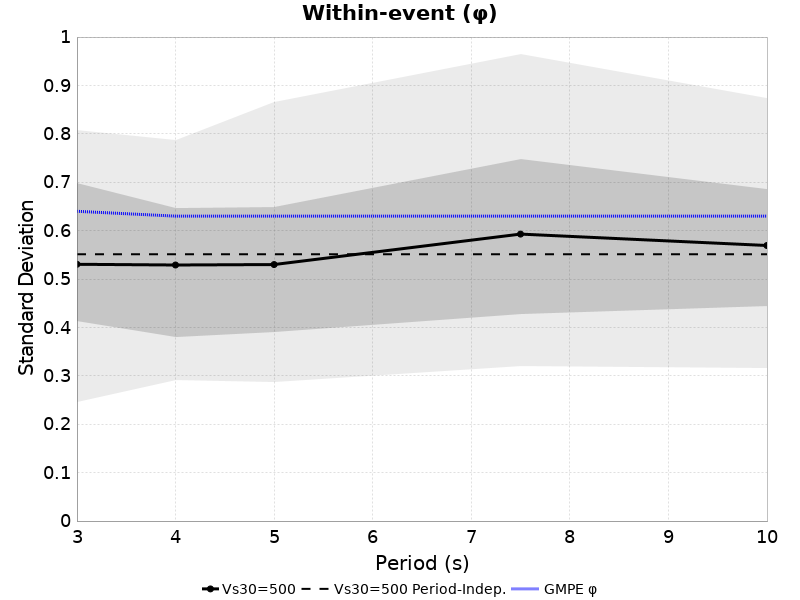 Within-event (φ)
1
0.9
0.8
0.7
0.6
0.5
0.4
0.3
0.2
0.1
0
Standard Deviation
3 4 5 6 7 8 9 10
Period (s)
Vs30=500 Vs30=500 Period-Indep. GMPE φ